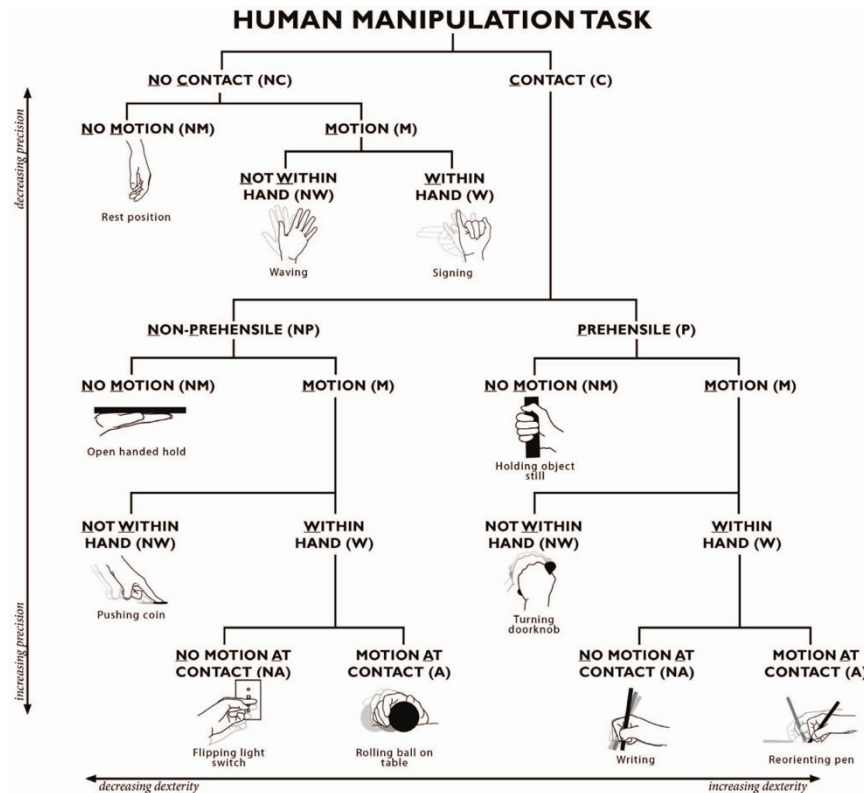 HUMAN MANIPULATION TASK
NO CONTACT (NC)
CONTACT (C)
NO MOTION (NM)
MOTION (M)
Rest position
NOT WITHIN
HAND (NW)
WITHIN
HAND (W)
Waving
Signing
NON-PREHENSILE (NP)
PREHENSILE (P)
NO MOTION (NM)
MOTION (M)
NO MOTION (NM)
MOTION (M)
Open handed hold
Holding object
still
NOT WITHIN
HAND (NW)
WITHIN
HAND (W)
NOT WITHIN
HAND (NW)
WITHIN
HAND (W)
Pushing coin
Turning
doorknob
NO MOTION AT
CONTACT (NA)
MOTION AT
CONTACT (A)
NO MOTION AT
CONTACT (NA)
MOTION AT
CONTACT (A)
Flipping light
switch
Rolling ball on
table
Writing
Reorienting pen
decreasing precision
increasing precision
decreasing dexterity
increasing dexterity